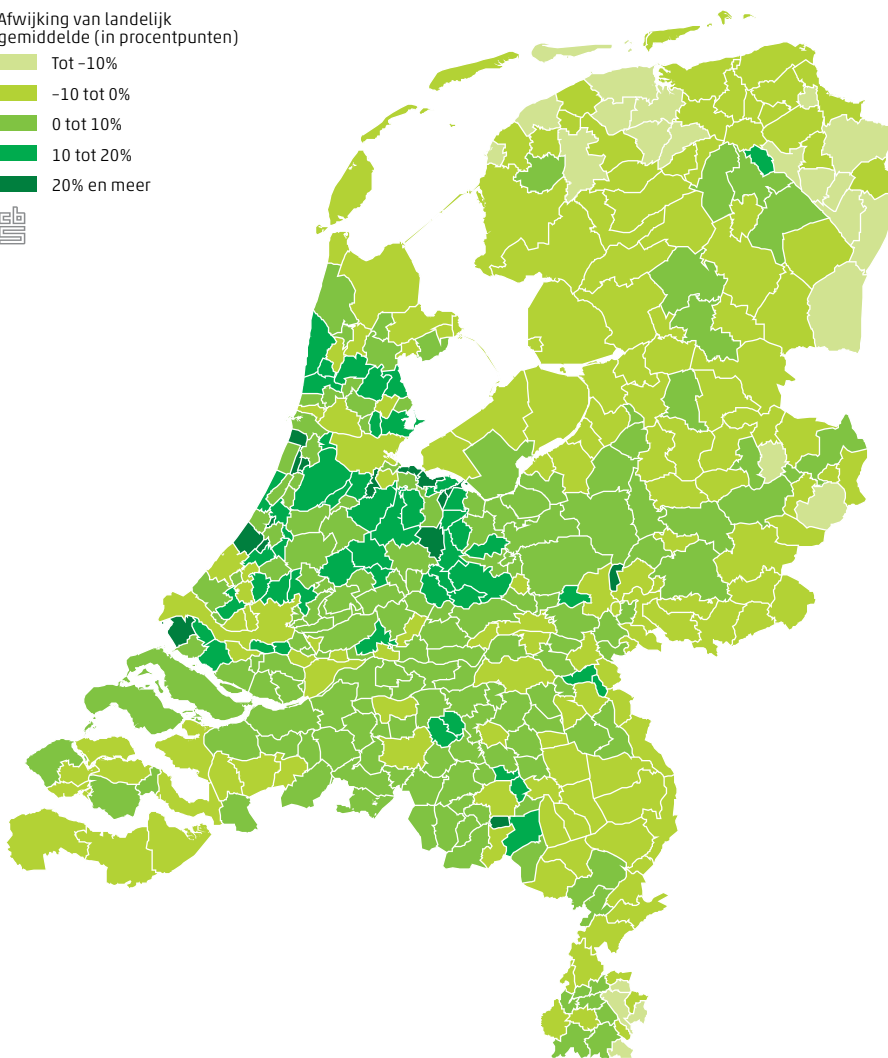 Afwijking van landelijk
gemiddelde (in procentpunten)
Tot –10%
–10 tot 0%
0 tot 10%
10 tot 20%
20% en meer
cbs